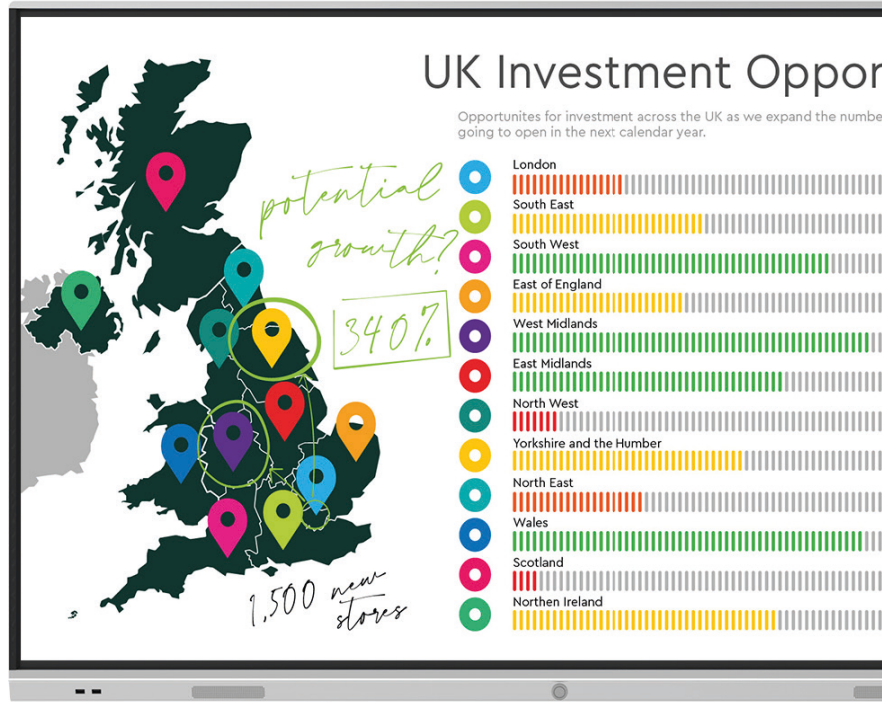 UK Investment Oppor
Opportunites for investment across the UK as we expand the numbe
going to open in the next calendar year.
potential
growth?
340%
London
South East
South West
East of England
West Midlands
East Midlands
North West
Yorkshire and the Humber
North East
Wales
Scotland
Northen Ireland
1,500 new
stores